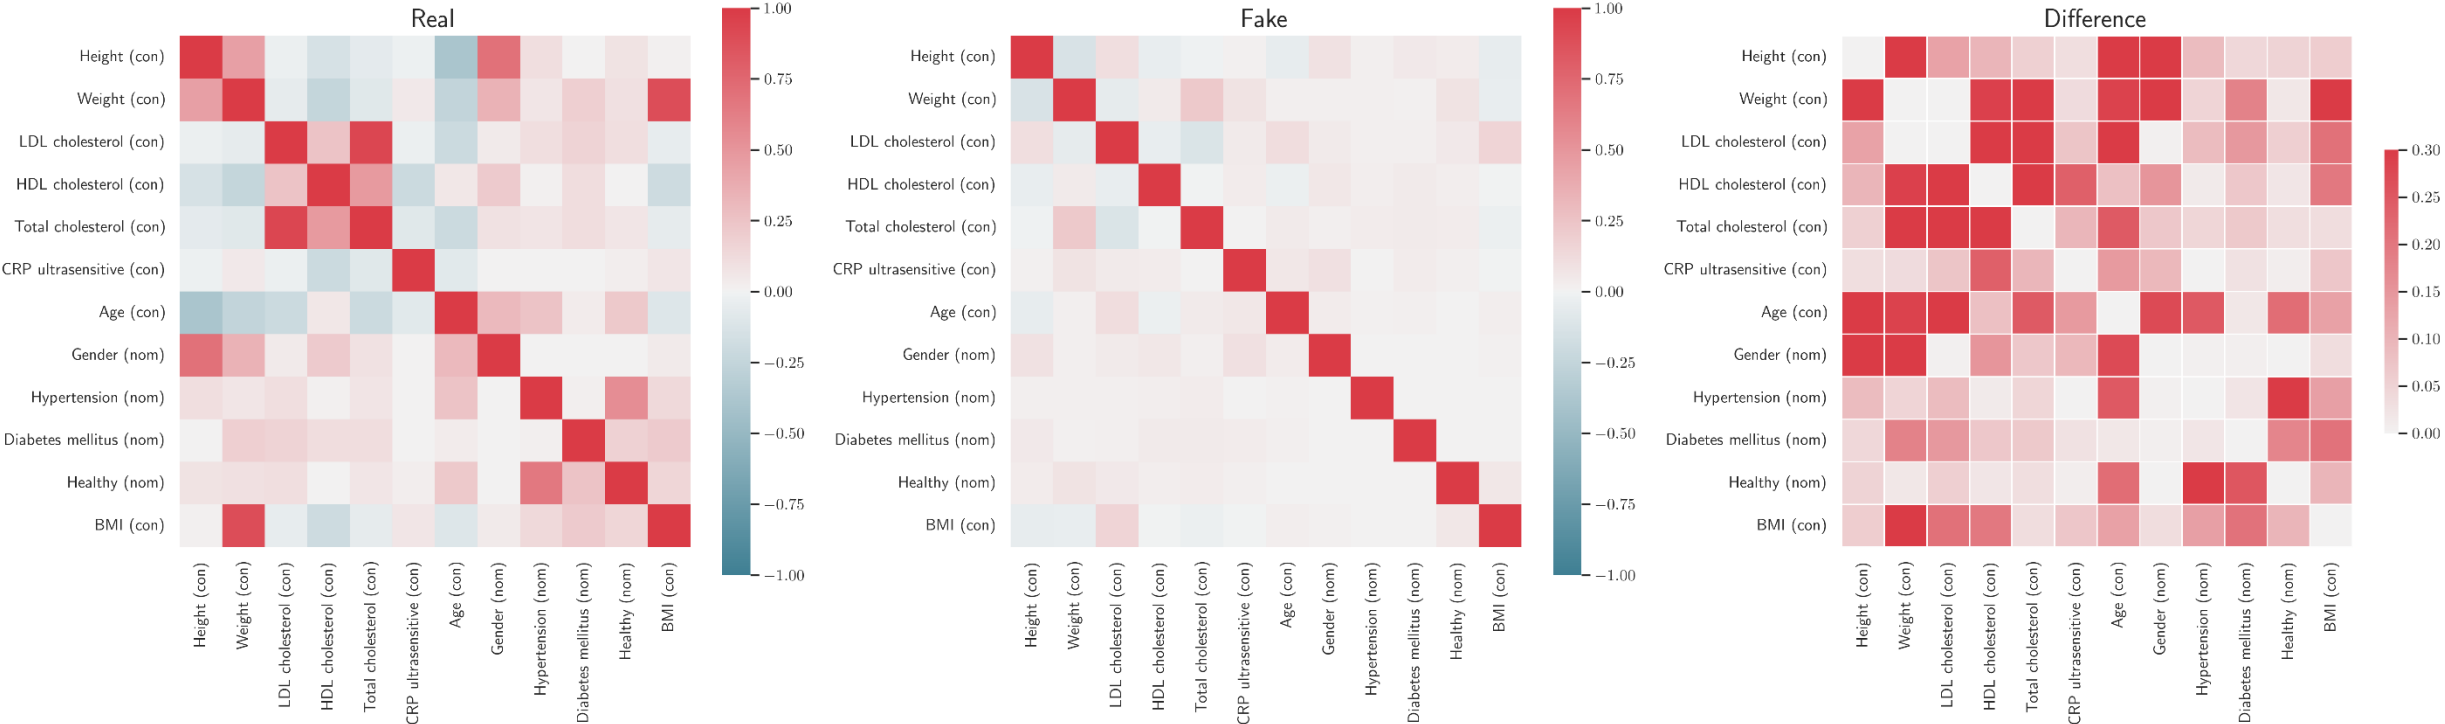 Real
Height (con)
Weight (con)
LDL cholesterol (con)
HDL cholesterol (con)
Total cholesterol (con)
CRP ultrasensitive (con)
Age (con)
Gender (nom)
Hypertension (nom)
Diabetes mellitus (nom)
Healthy (nom)
BMI (con)
Height (con)
Weight (con)
LDL cholesterol (con)
HDL cholesterol (con)
Total cholesterol (con)
CRP ultrasensitive (con)
Age (con)
Gender (nom)
Hypertension (nom)
Diabetes mellitus (nom)
Healthy (nom)
BMI (con)
1.00
0.75
0.50
0.25
0.00
−0.25
−0.50
−0.75
−1.00
Fake
Height (con)
Weight (con)
LDL cholesterol (con)
HDL cholesterol (con)
Total cholesterol (con)
CRP ultrasensitive (con)
Age (con)
Gender (nom)
Hypertension (nom)
Diabetes mellitus (nom)
Healthy (nom)
BMI (con)
Height (con)
Weight (con)
LDL cholesterol (con)
HDL cholesterol (con)
Total cholesterol (con)
CRP ultrasensitive (con)
Age (con)
Gender (nom)
Hypertension (nom)
Diabetes mellitus (nom)
Healthy (nom)
BMI (con)
1.00
0.75
0.50
0.25
0.00
−0.25
−0.50
−0.75
−1.00
Difference
Height (con)
Weight (con)
LDL cholesterol (con)
HDL cholesterol (con)
Total cholesterol (con)
CRP ultrasensitive (con)
Age (con)
Gender (nom)
Hypertension (nom)
Diabetes mellitus (nom)
Healthy (nom)
BMI (con)
Height (con)
Weight (con)
LDL cholesterol (con)
HDL cholesterol (con)
Total cholesterol (con)
CRP ultrasensitive (con)
Age (con)
Gender (nom)
Hypertension (nom)
Diabetes mellitus (nom)
Healthy (nom)
BMI (con)
0.30
0.25
0.20
0.15
0.10
0.05
0.00